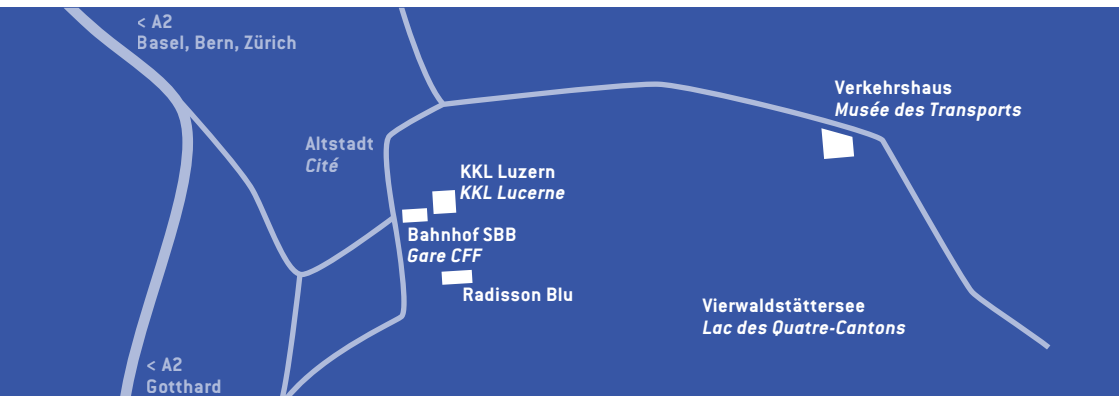 < A2
Basel, Bern, Zürich
Verkehrshaus
Musée des Transports
Altstadt
Cité
KKL Luzern
KKL Lucerne
Bahnhof SBB
Gare CFF
Radisson Blu
Vierwaldstättersee
Lac des Quatre-Cantons
< A2
Gotthard